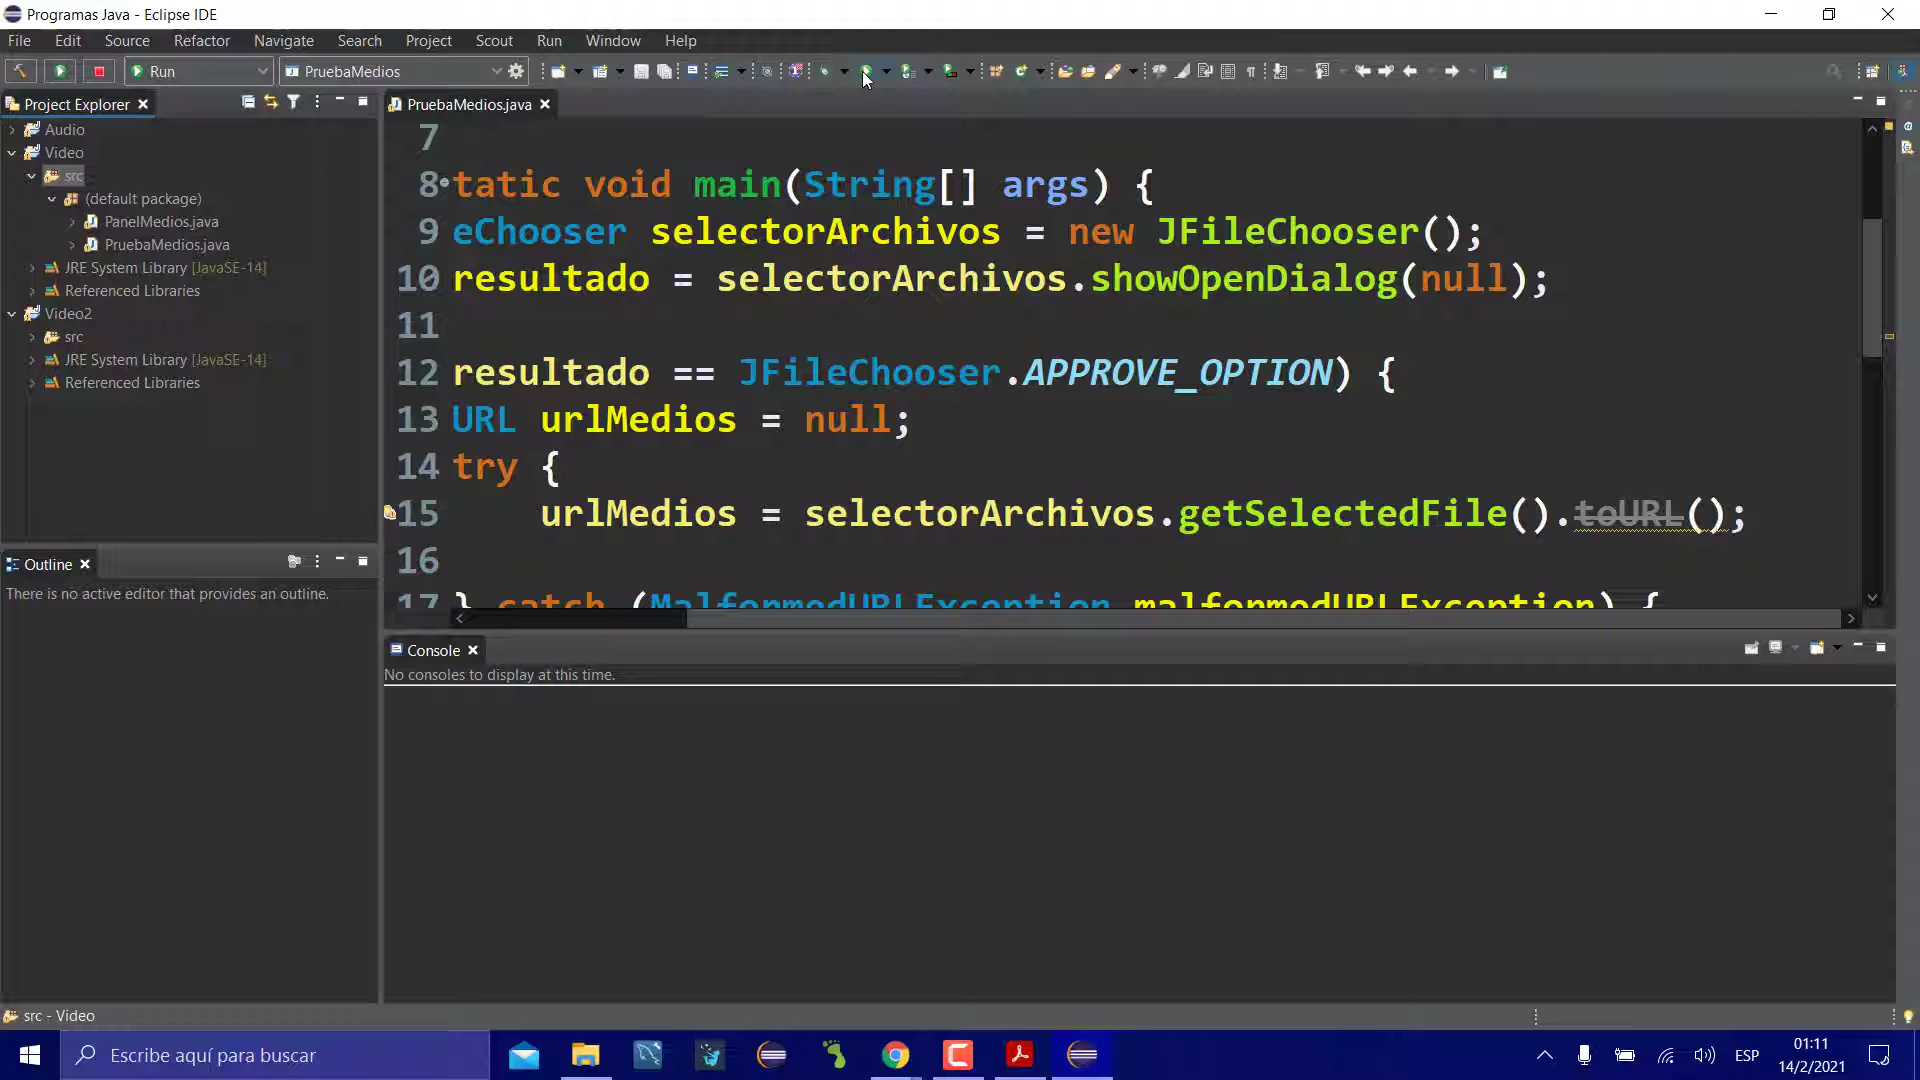 Programas Java - Eclipse IDE
File Edit Source Refactor Navigate Search Project Scout Run Window Help
Run PruebaMedios
Project Explorer
Audio
Video
src
(default package)
PanelMedios.java
PruebaMedios.java
JRE System Library [JavaSE-14]
Referenced Libraries
Video2
src
JRE System Library [JavaSE-14]
Referenced Libraries
Outline
There is no active editor that provides an outline.
PruebaMedios.java
7
8 tatic void main(String[] args) {
9 eChooser selectorArchivos = new JFileChooser();
10 resultado = selectorArchivos.showOpenDialog(null);
11
12 resultado == JFileChooser.APPROVE_OPTION) {
13 URL urlMedios = null;
14 try {
15 urlMedios = selectorArchivos.getSelectedFile().toURL();
16
17 } catch (MalformedURLException malformedURLException) {
Console
No consoles to display at this time.
src - Video
Escribe aquí para buscar
ESP
01:11
14/2/2021